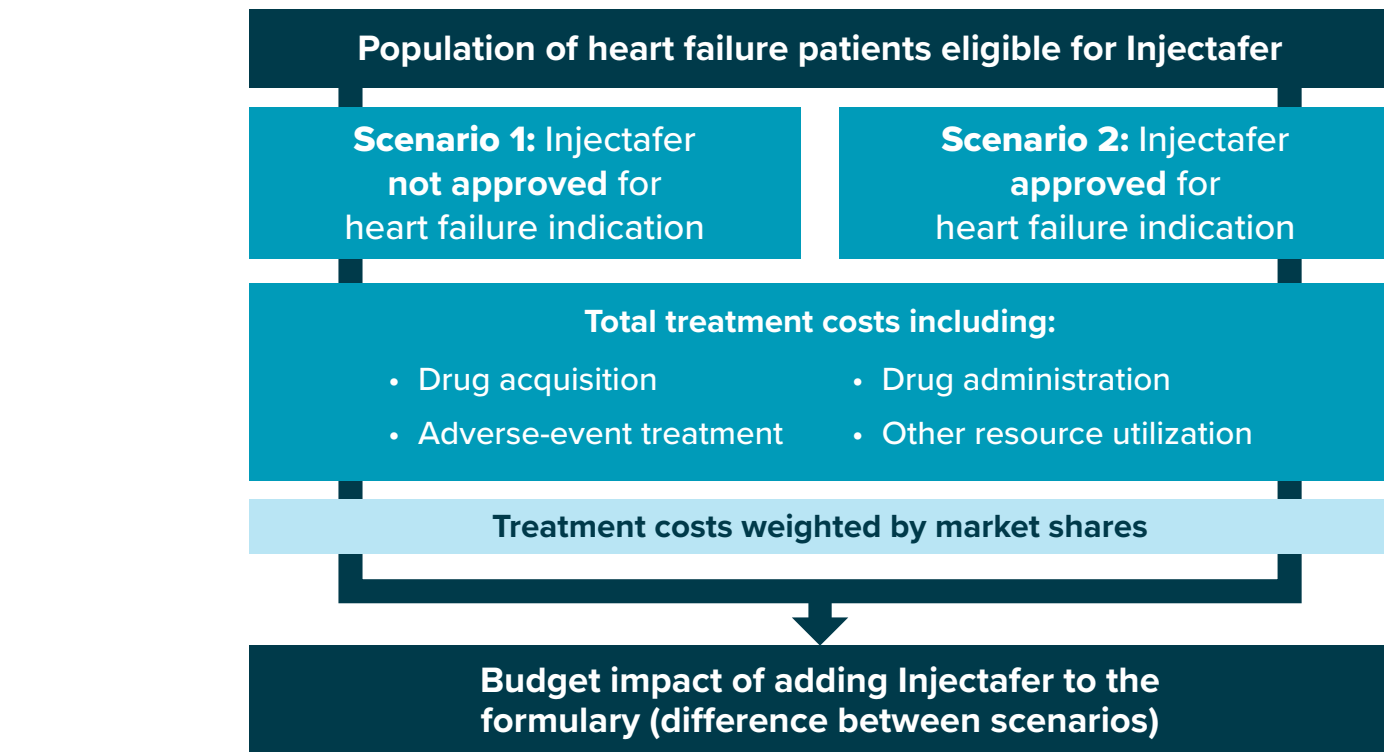 Population of heart failure patients eligible for Injectafer
Scenario 1: Injectafer
not approved for
heart failure indication
Scenario 2: Injectafer
approved for
heart failure indication
Total treatment costs including:
• Drug acquisition
• Adverse-event treatment
• Drug administration
• Other resource utilization
Treatment costs weighted by market shares
Budget impact of adding Injectafer to the
formulary (difference between scenarios)